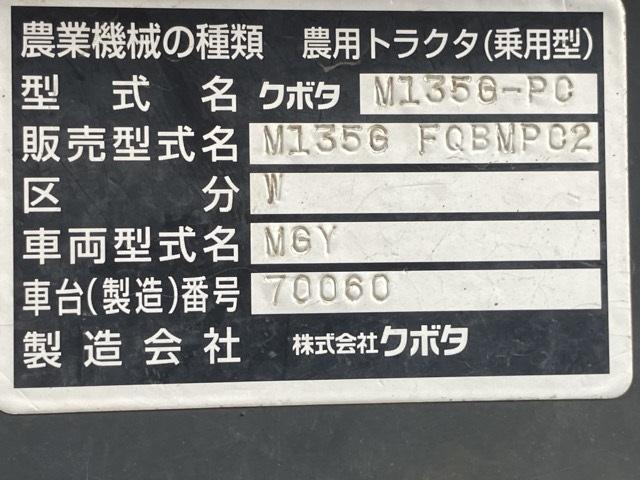 農業機械の種類 農用トラクタ(乗用型)
型式名 クボタ M135G-PC
販売型式名 M135G FQBMPC2
区分 W
車両型式名 MGY
車台(製造)番号 70060
製造会社 株式会社クボタ